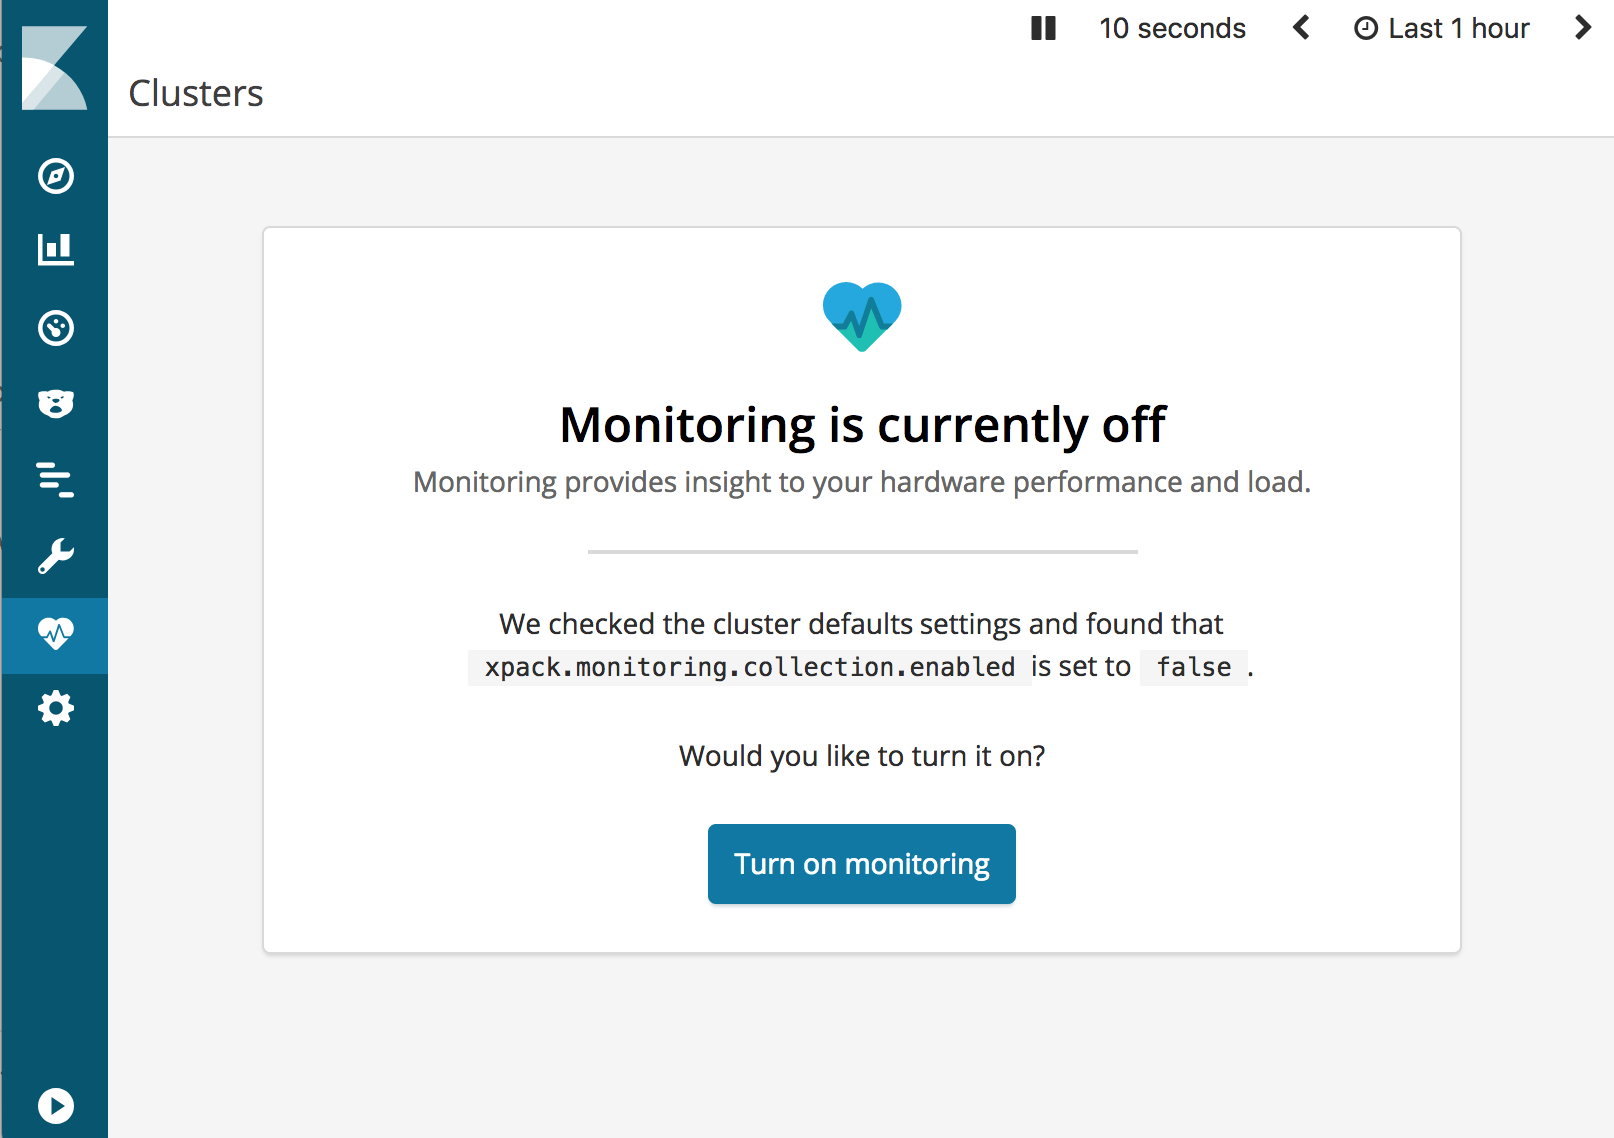 10 seconds Last 1 hour
Clusters
Monitoring is currently off
Monitoring provides insight to your hardware performance and load.
We checked the cluster defaults settings and found that
xpack.monitoring.collection.enabled is set to false .
Would you like to turn it on?
Turn on monitoring